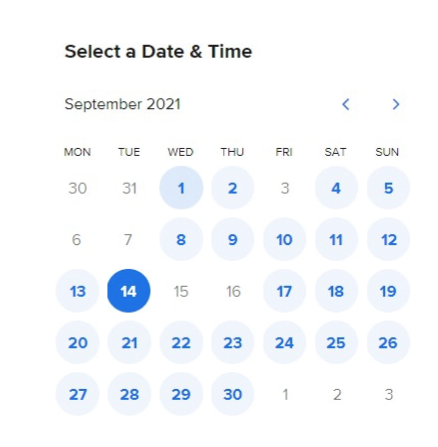 Select a Date & Time
September 2021
MON TUE WED THU FRI SAT SUN
30 31 1 2 3 4 5
6 7 8 9 10 11 12
13 14 15 16 17 18 19
20 21 22 23 24 25 26
27 28 29 30 1 2 3